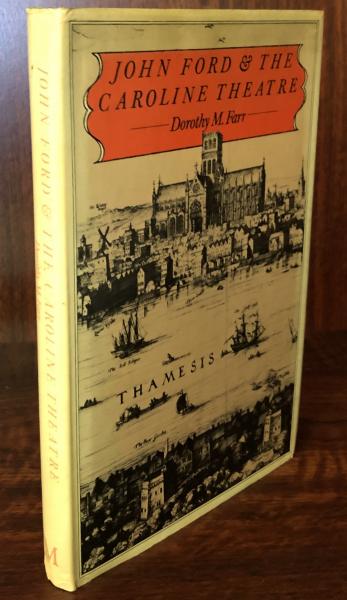 JOHN FORD & THE
CAROLINE THEATRE
Dorothy M. Farr
THAMESIS
JOHN FORD & THE CAROLINE THEATRE
M